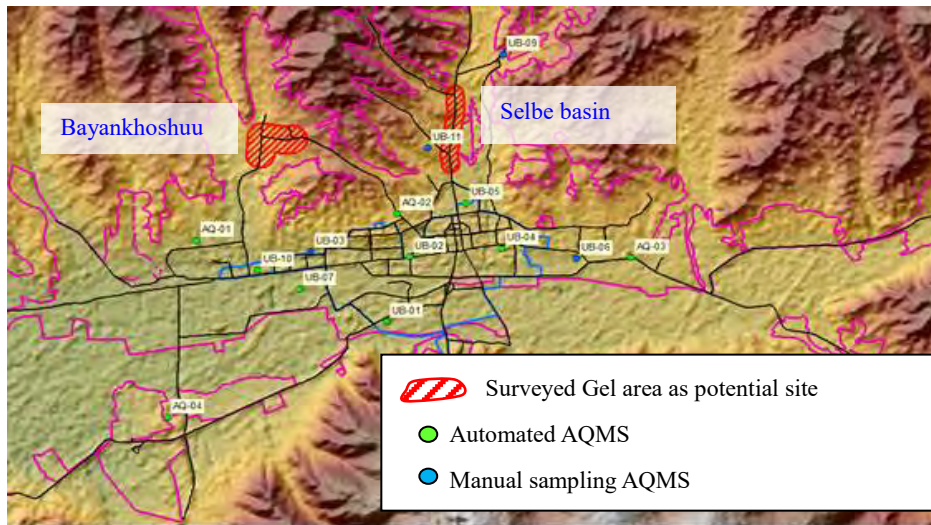 UB-09
Bayankhoshuu
Selbe basin
UB-11
UB-05
AQ-02
AQ-01
UB-03
UB-02
UB-04
UB-06
AQ-03
UB-10
UB-07
UB-01
AQ-04
Surveyed Gel area as potential site
Automated AQMS
Manual sampling AQMS